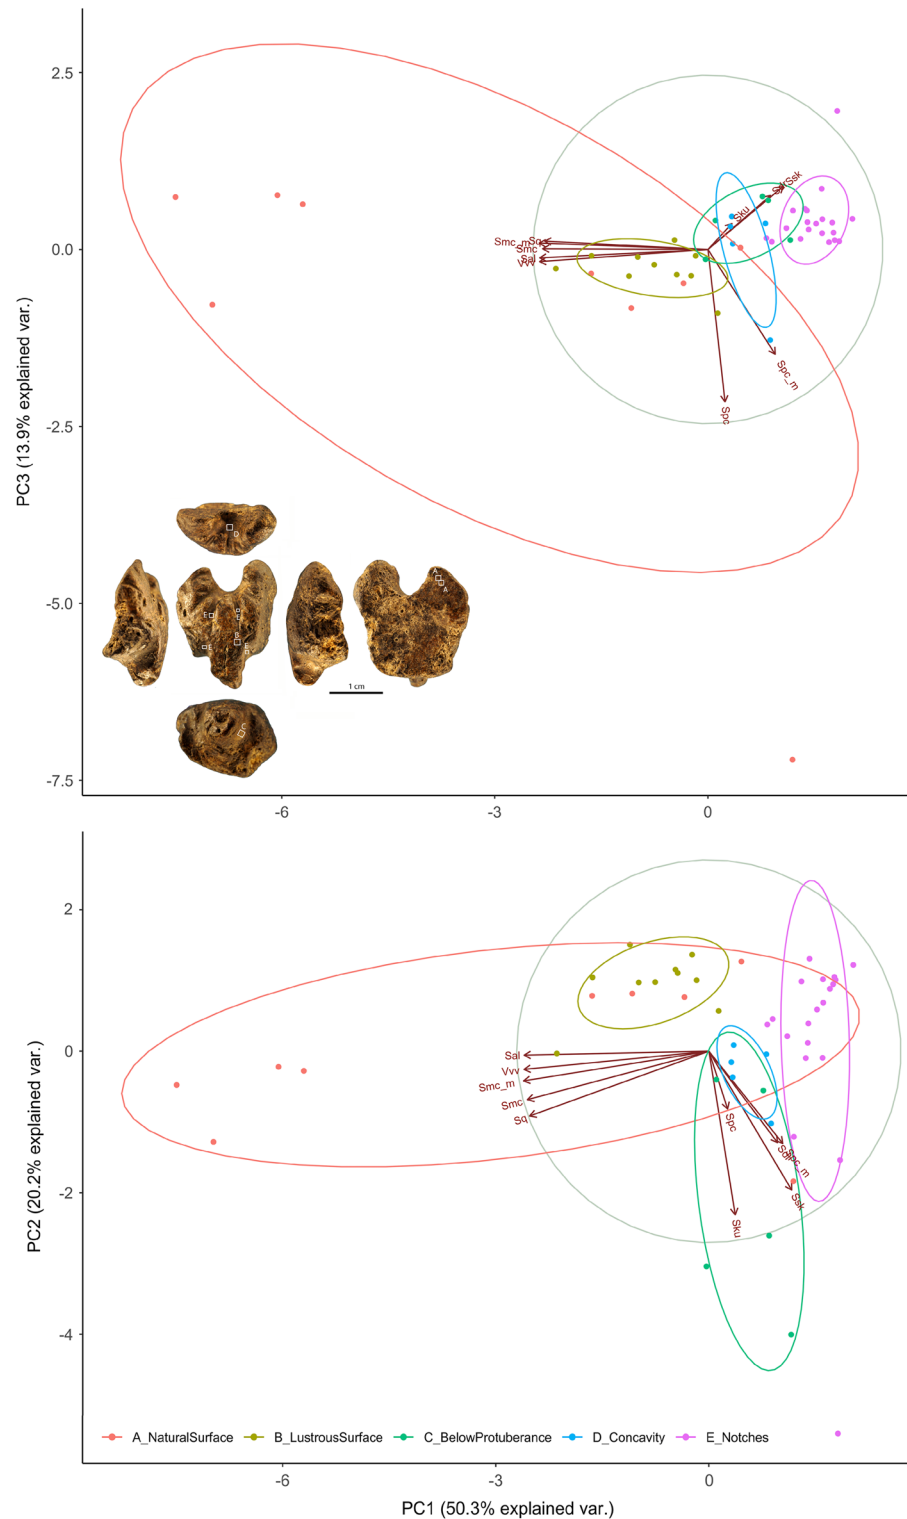 2.5
0.0
-2.5
-5.0
-7.5
PC3 (13.9% explained var.)
Ssk
Sku
Smc_m
Sq
Smc
Sal
Vvv
Spc_m
Spc
D
A
A
E
B
E
E
C
1 cm
-6
-3
0
2
0
-2
-4
PC2 (20.2% explained var.)
Sal
Vvv
Smc_m
Smc
Sq
Spc
Spc_m
Ssk
Sku
A_NaturalSurface
B_LustrousSurface
C_BelowProtuberance
D_Concavity
E_Notches
-6
-3
0
PC1 (50.3% explained var.)